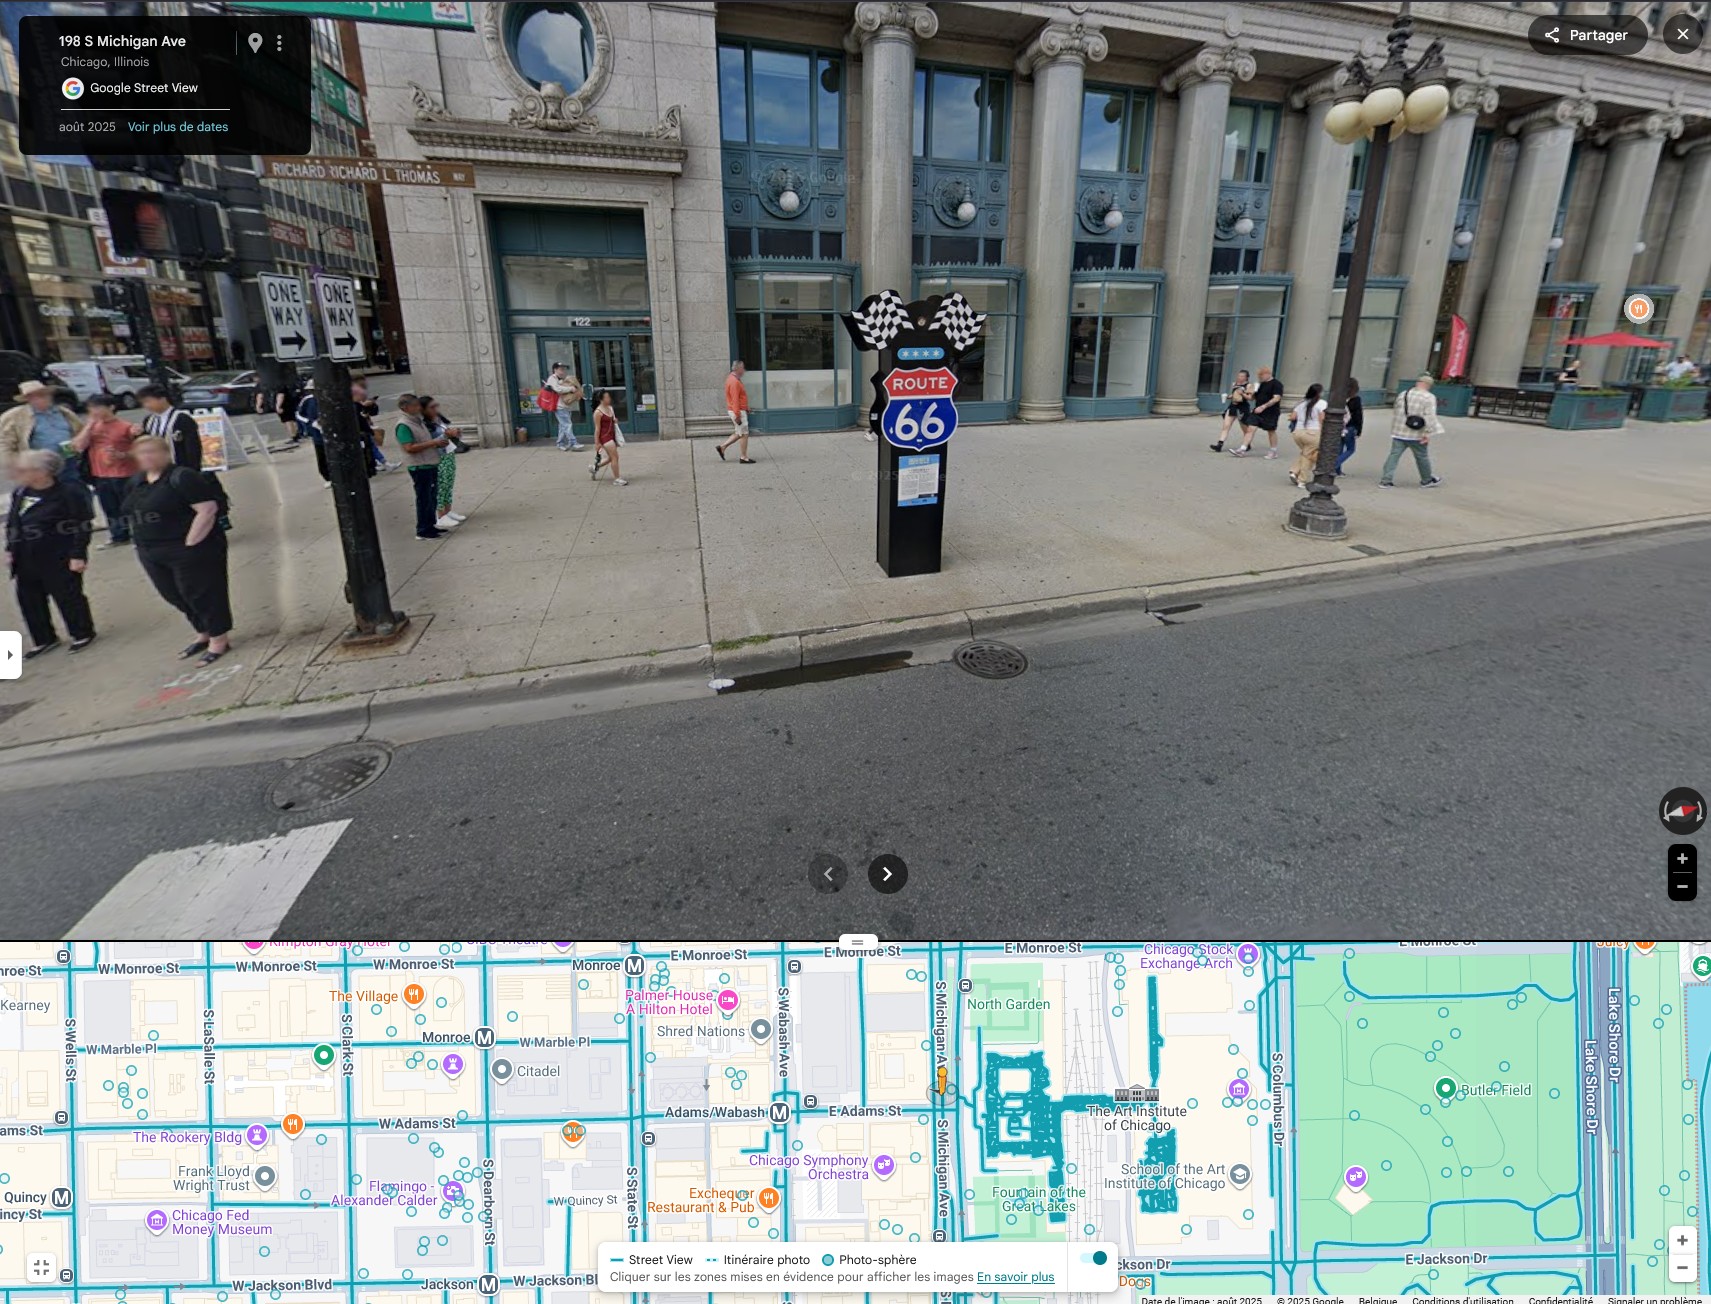 198 S Michigan Ave
Chicago, Illinois
Google Street View
août 2025 Voir plus de dates
Partager
RICHARD RICHARD L THOMAS WAY
HONORARY
ONE WAY
ONE WAY
122
ROUTE
66
E Monroe St
E Monroe St
E Monroe St
E Monroe St
W Monroe St
W Monroe St
W Monroe St
Monroe
Chicago Stock
Exchange Arch
Kearney
The Village
Palmer House
A Hilton Hotel
North Garden
Shred Nations
S Wells St
S LaSalle St
S Clark St
W Marble Pl
Monroe
W Marble Pl
Citadel
S Wabash Ave
S Michigan Ave
S Columbus Dr
Lake Shore Dr
Lake Shore Dr
Butler Field
Adams/Wabash
E Adams St
The Art Institute
of Chicago
W Adams St
The Rookery Bldg
Frank Lloyd
Wright Trust
Flamingo -
Alexander Calder
Chicago Symphony
Orchestra
School of the Art
Institute of Chicago
Quincy
W Quincy St
Exchequer
Restaurant & Pub
Fountain of the
Great Lakes
S Dearborn St
S State St
S Michigan Ave
Chicago Fed
Money Museum
W Jackson Blvd
Jackson
E Jackson Dr
Street View Itinéraire photo Photo-sphère
Cliquer sur les zones mises en évidence pour afficher les images En savoir plus
Date de l'image : août 2025 © 2025 Google Belgique Conditions d'utilisation Confidentialité Signaler un problème